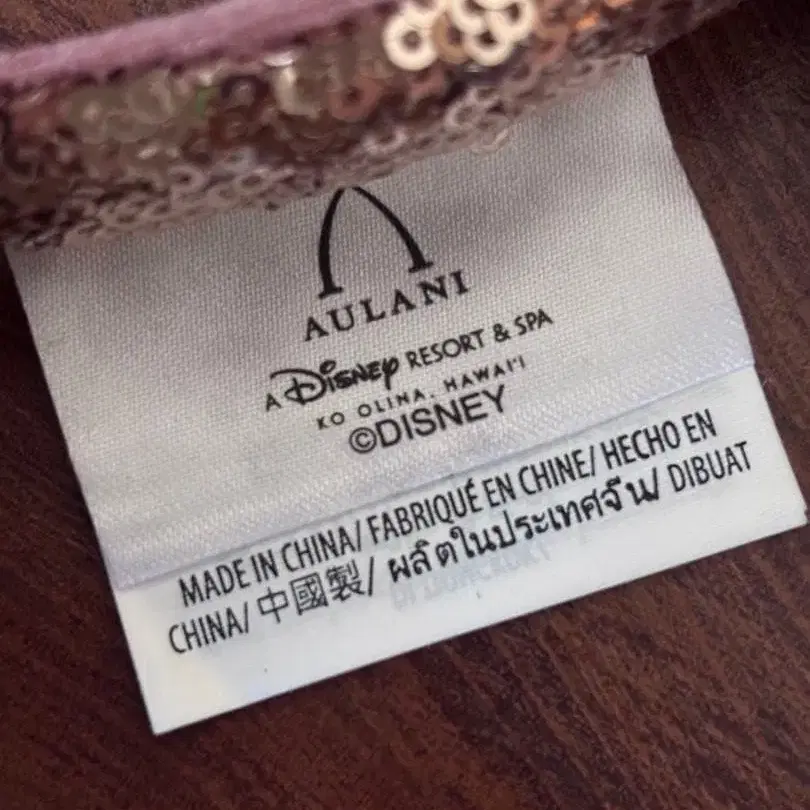 AULANI
A Disney RESORT & SPA
KO OLINA, HAWAI'I
©DISNEY
MADE IN CHINA/ FABRIQUÉ EN CHINE/ HECHO EN
CHINA/ 中國製/ ผลิตในประเทศจีน/ DIBUAT